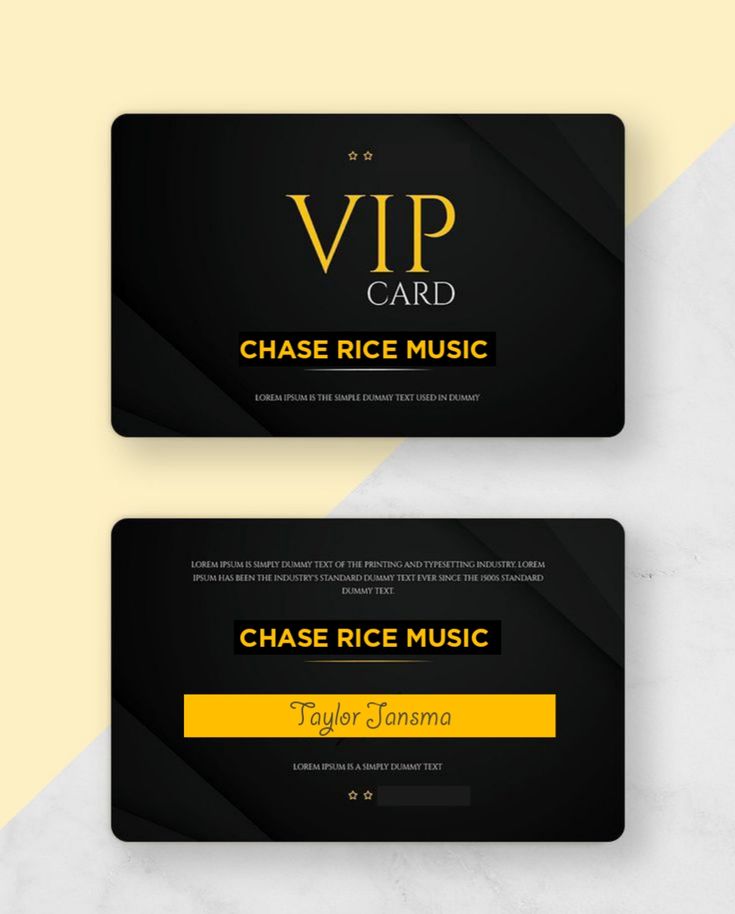 VIP
CARD
CHASE RICE MUSIC
LOREM IPSUM IS THE SIMPLE DUMMY TEXT USED IN DUMMY
LOREM IPSUM IS SIMPLY DUMMY TEXT OF THE PRINTING AND TYPESETTING INDUSTRY. LOREM
IPSUM HAS BEEN THE INDUSTRY'S STANDARD DUMMY TEXT EVER SINCE THE 1500S STANDARD
DUMMY TEXT.
CHASE RICE MUSIC
Taylor Jansma
LOREM IPSUM IS A SIMPLY DUMMY TEXT